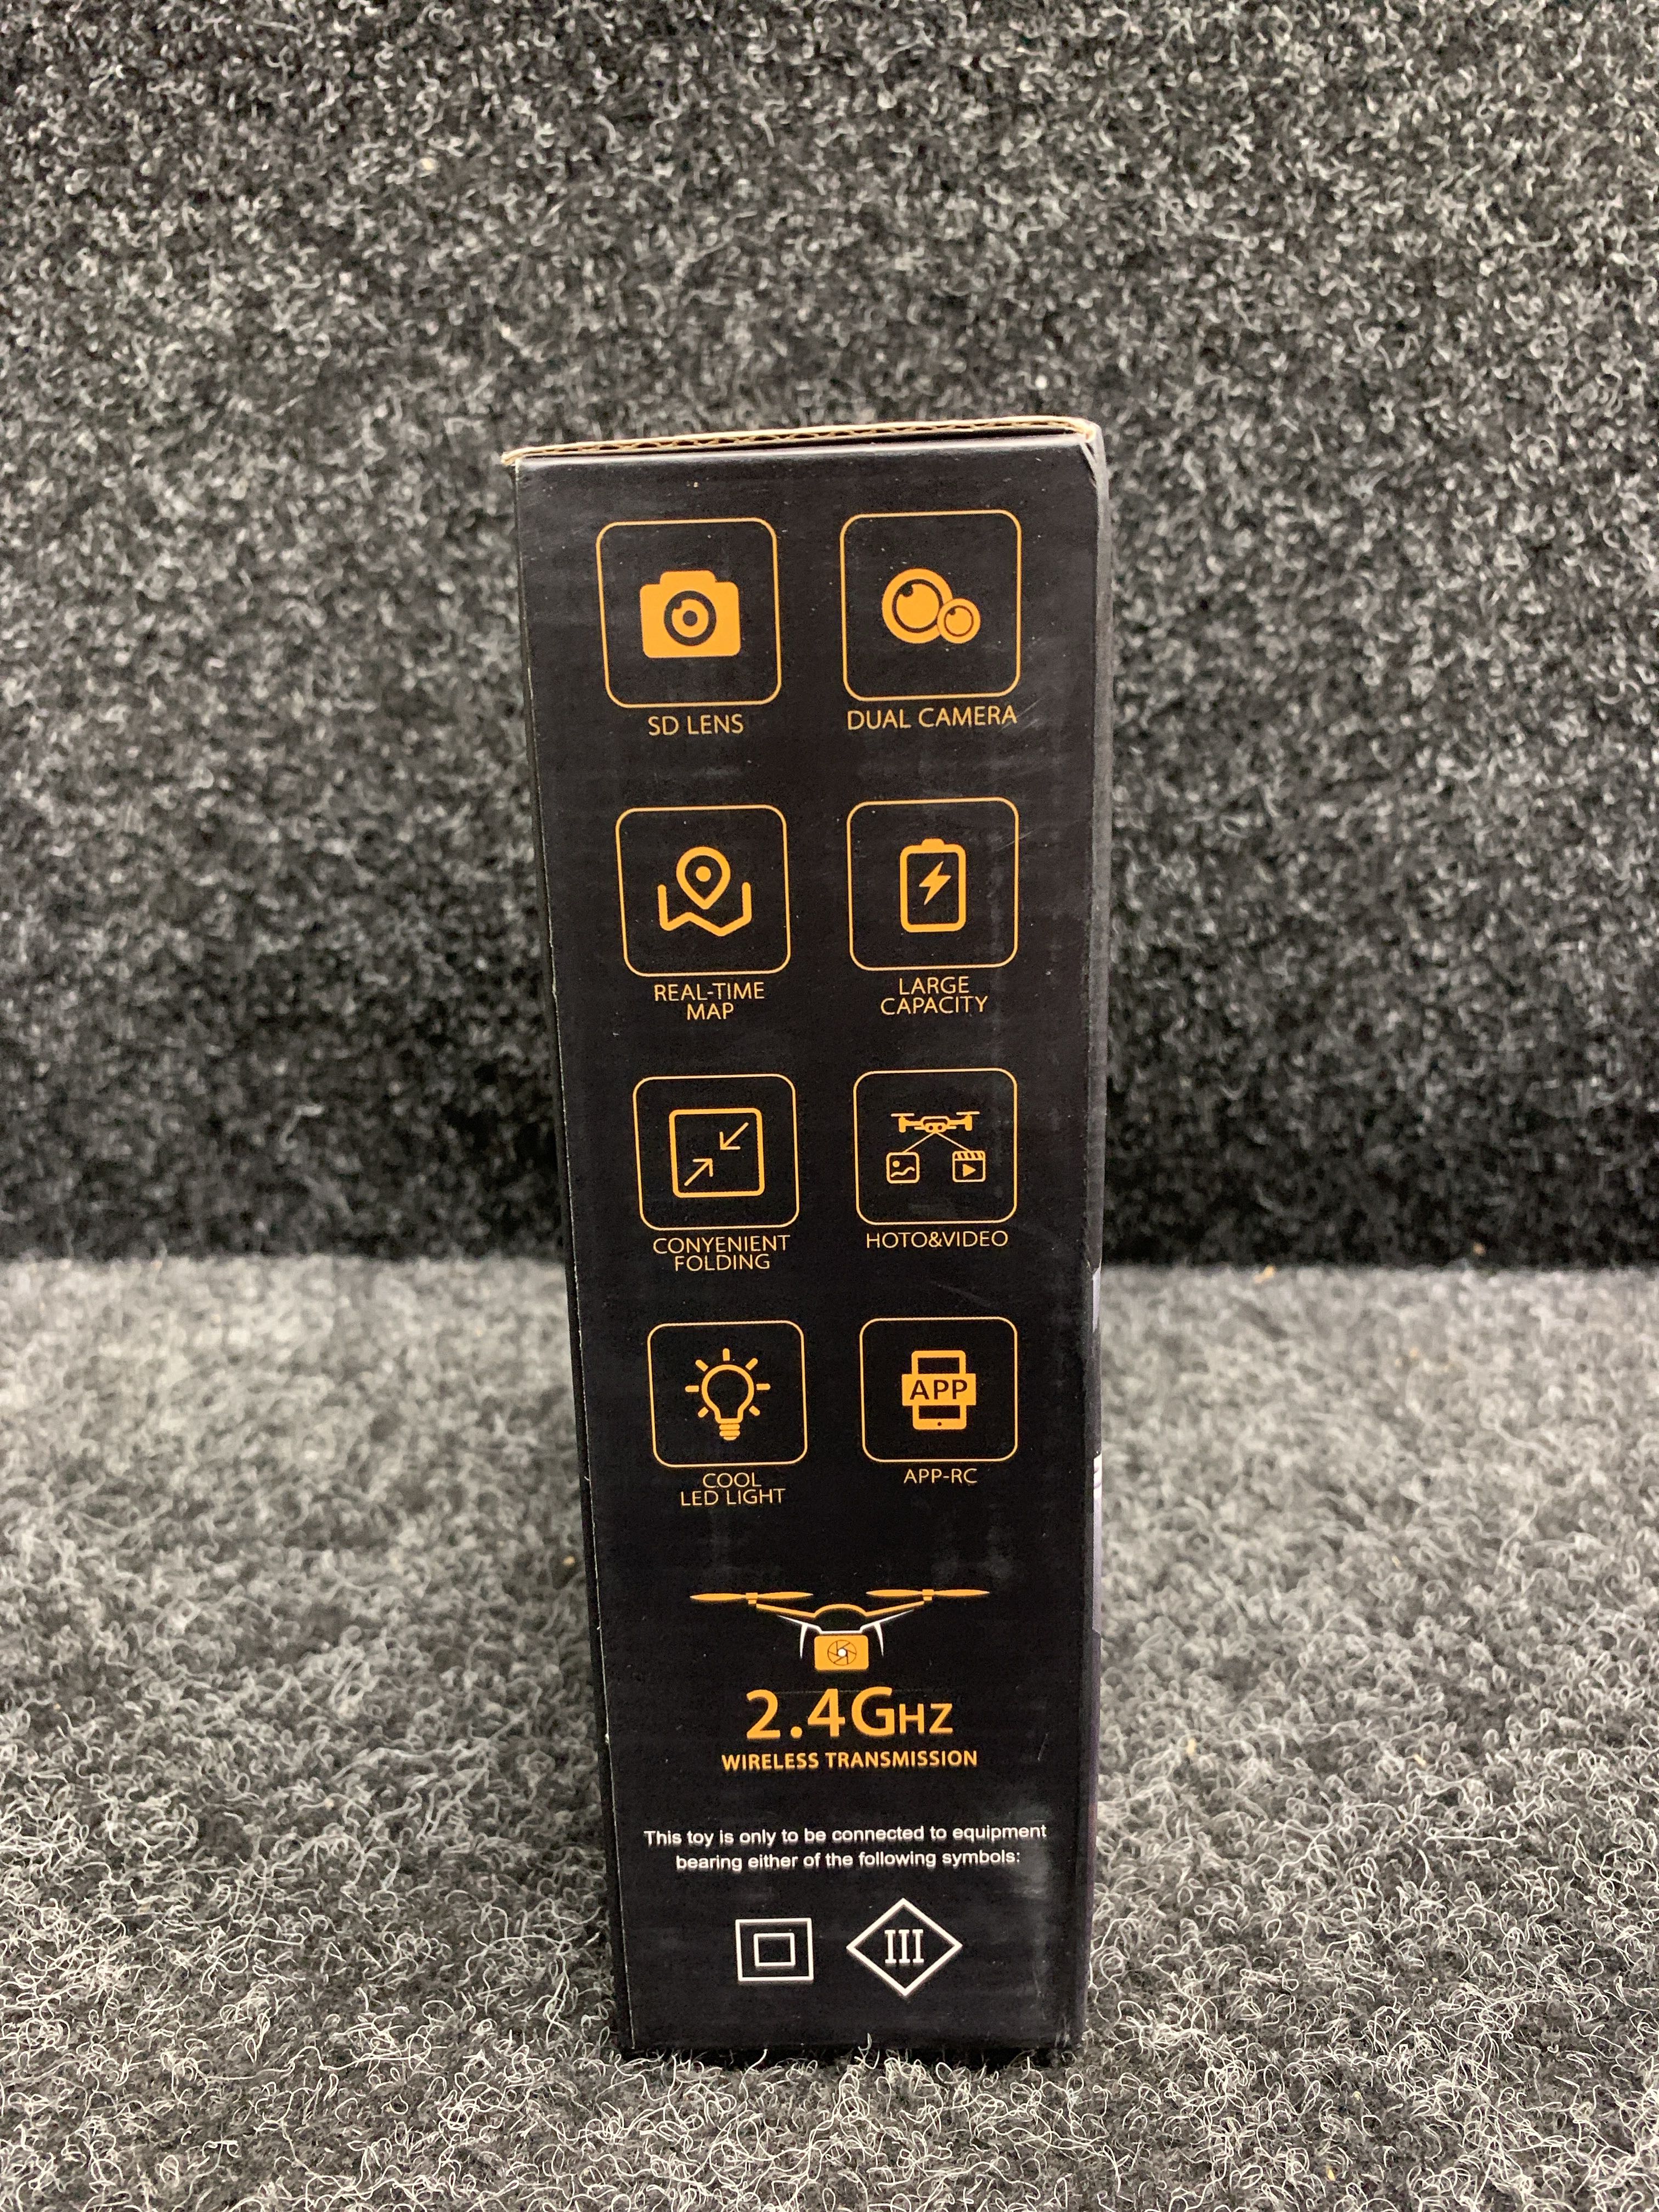 SD LENS
DUAL CAMERA
REAL-TIME
MAP
LARGE
CAPACITY
CONYENIENT
FOLDING
HOTO&VIDEO
COOL
LED LIGHT
APP
APP-RC
2.4GHZ
WIRELESS TRANSMISSION
This toy is only to be connected to equipment
bearing either of the following symbols:
III